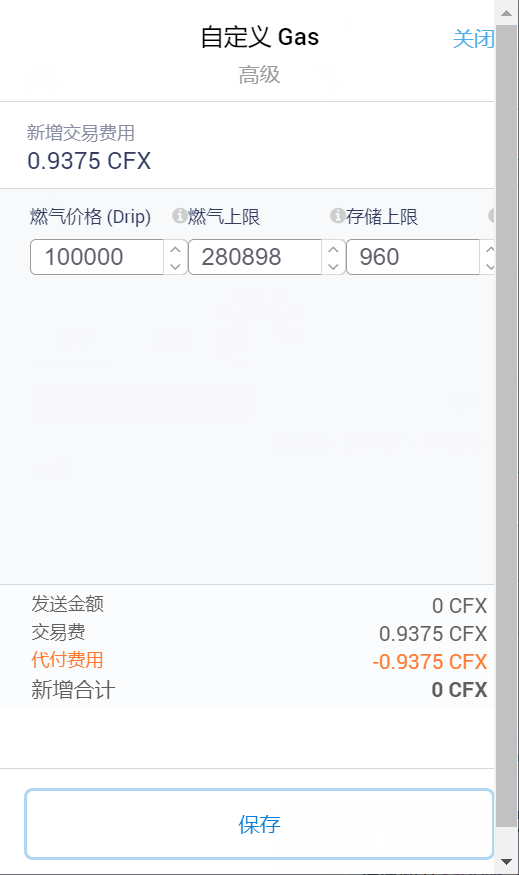 自定义 Gas
关闭
高级
新增交易费用
0.9375 CFX
燃气价格 (Drip) 燃气上限 存储上限
100000 280898 960
发送金额 0 CFX
交易费 0.9375 CFX
代付费用 -0.9375 CFX
新增合计 0 CFX
保存